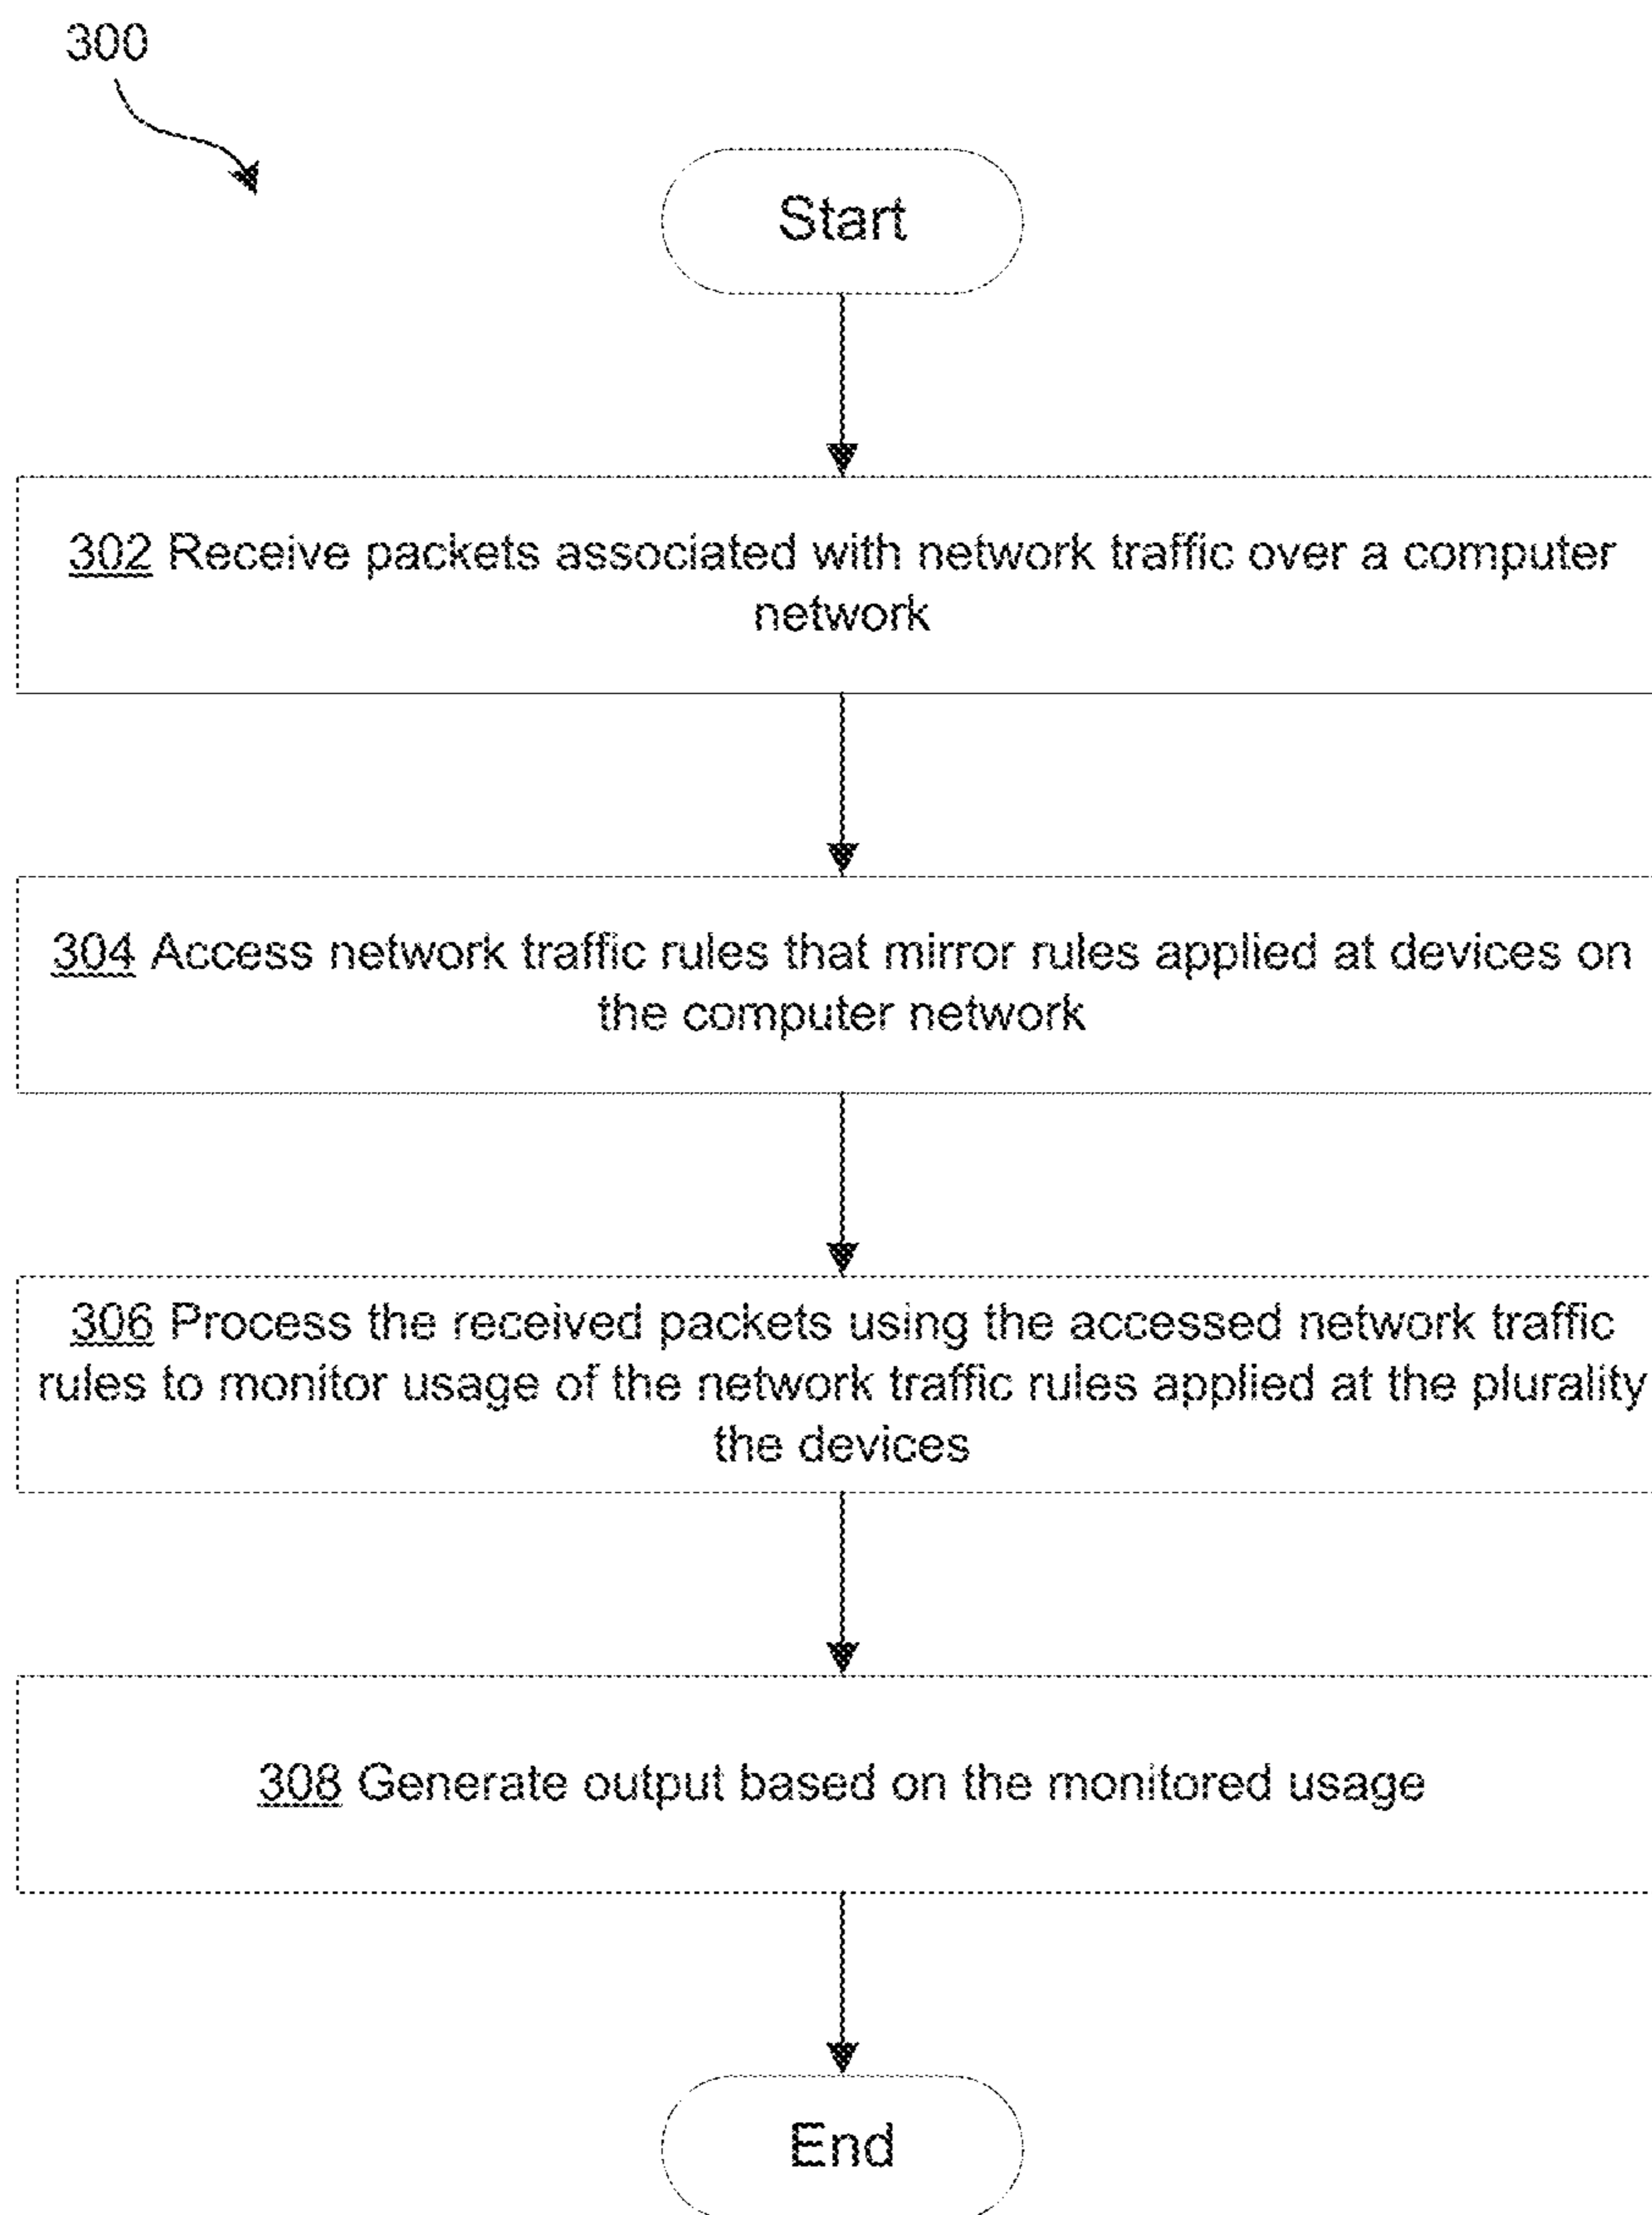 300
Start
302 Receive packets associated with network traffic over a computer
network
304 Access network traffic rules that mirror rules applied at devices on
the computer network
306 Process the received packets using the accessed network traffic
rules to monitor usage of the network traffic rules applied at the plurality
the devices
308 Generate output based on the monitored usage
End